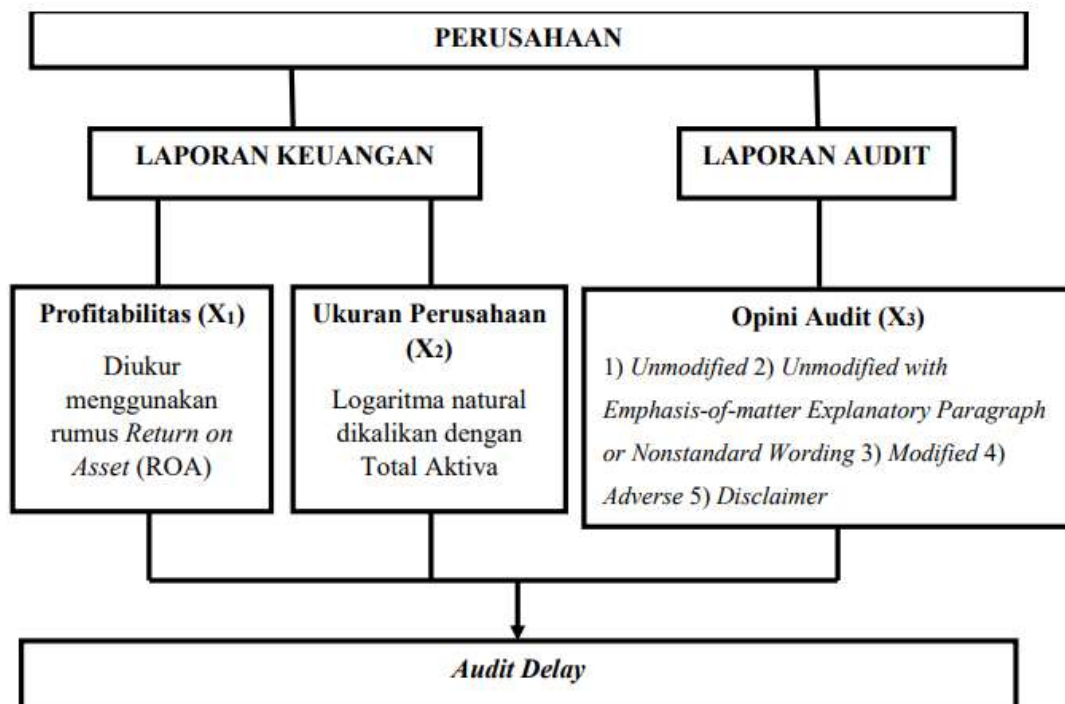 PERUSAHAAN
LAPORAN KEUANGAN
LAPORAN AUDIT
Profitabilitas (X1)
Diukur
menggunakan
rumus Return on
Asset (ROA)
Ukuran Perusahaan
(X2)
Logaritma natural
dikalikan dengan
Total Aktiva
Opini Audit (X3)
1) Unmodified 2) Unmodified with
Emphasis-of-matter Explanatory Paragraph
or Nonstandard Wording 3) Modified 4)
Adverse 5) Disclaimer
Audit Delay